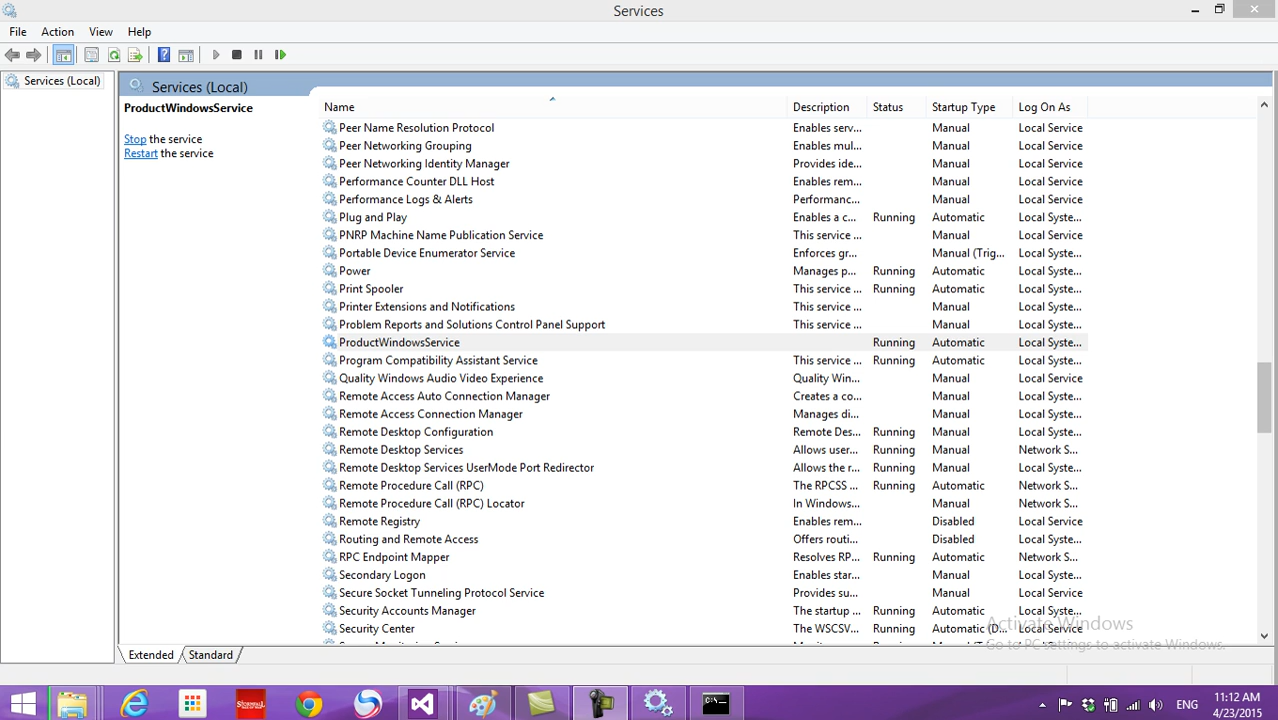 Services
File Action View Help
Services (Local)
Services (Local)
ProductWindowsService
Stop the service
Restart the service
Name Description Status Startup Type Log On As
Peer Name Resolution Protocol Enables serv... Manual Local Service
Peer Networking Grouping Enables mul... Manual Local Service
Peer Networking Identity Manager Provides ide... Manual Local Service
Performance Counter DLL Host Enables rem... Manual Local Service
Performance Logs & Alerts Performanc... Manual Local Service
Plug and Play Enables a c... Running Automatic Local Syste...
PNRP Machine Name Publication Service This service ... Manual Local Service
Portable Device Enumerator Service Enforces gr... Manual (Trig... Local Syste...
Power Manages p... Running Automatic Local Syste...
Print Spooler This service ... Running Automatic Local Syste...
Printer Extensions and Notifications This service ... Manual Local Syste...
Problem Reports and Solutions Control Panel Support This service ... Manual Local Syste...
ProductWindowsService Running Automatic Local Syste...
Program Compatibility Assistant Service This service ... Running Automatic Local Syste...
Quality Windows Audio Video Experience Quality Win... Manual Local Service
Remote Access Auto Connection Manager Creates a co... Manual Local Syste...
Remote Access Connection Manager Manages di... Manual Local Syste...
Remote Desktop Configuration Remote Des... Running Manual Local Syste...
Remote Desktop Services Allows user... Running Manual Network S...
Remote Desktop Services UserMode Port Redirector Allows the r... Running Manual Local Syste...
Remote Procedure Call (RPC) The RPCSS ... Running Automatic Network S...
Remote Procedure Call (RPC) Locator In Windows... Manual Network S...
Remote Registry Enables rem... Disabled Local Service
Routing and Remote Access Offers routi... Disabled Local Syste...
RPC Endpoint Mapper Resolves RP... Running Automatic Network S...
Secondary Logon Enables star... Manual Local Syste...
Secure Socket Tunneling Protocol Service Provides su... Manual Local Service
Security Accounts Manager The startup ... Running Automatic Local Syste...
Security Center The WSCSV... Running Automatic (D... Local Service
Activate Windows
Go to PC settings to activate Windows.
Extended Standard
ENG
11:12 AM
4/23/2015